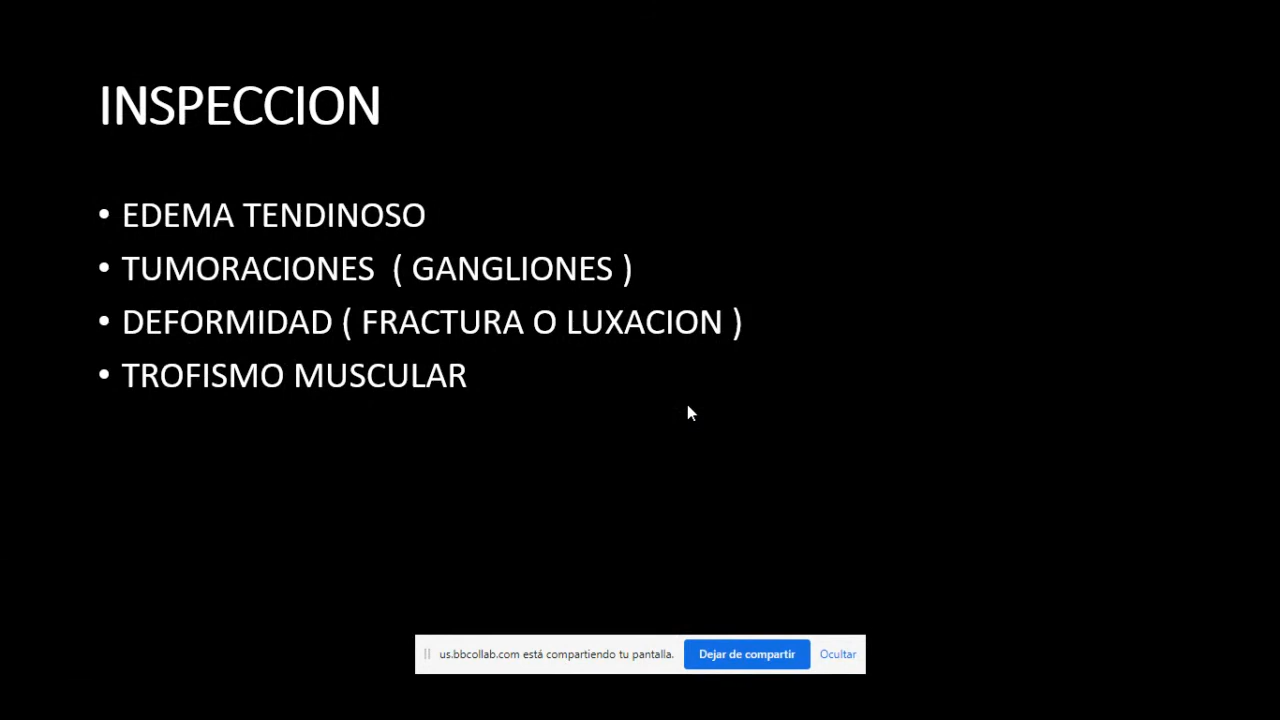 INSPECCION
• EDEMA TENDINOSO
• TUMORACIONES ( GANGLIONES )
• DEFORMIDAD ( FRACTURA O LUXACION )
• TROFISMO MUSCULAR
us.bbcollab.com está compartiendo tu pantalla. Dejar de compartir Ocultar